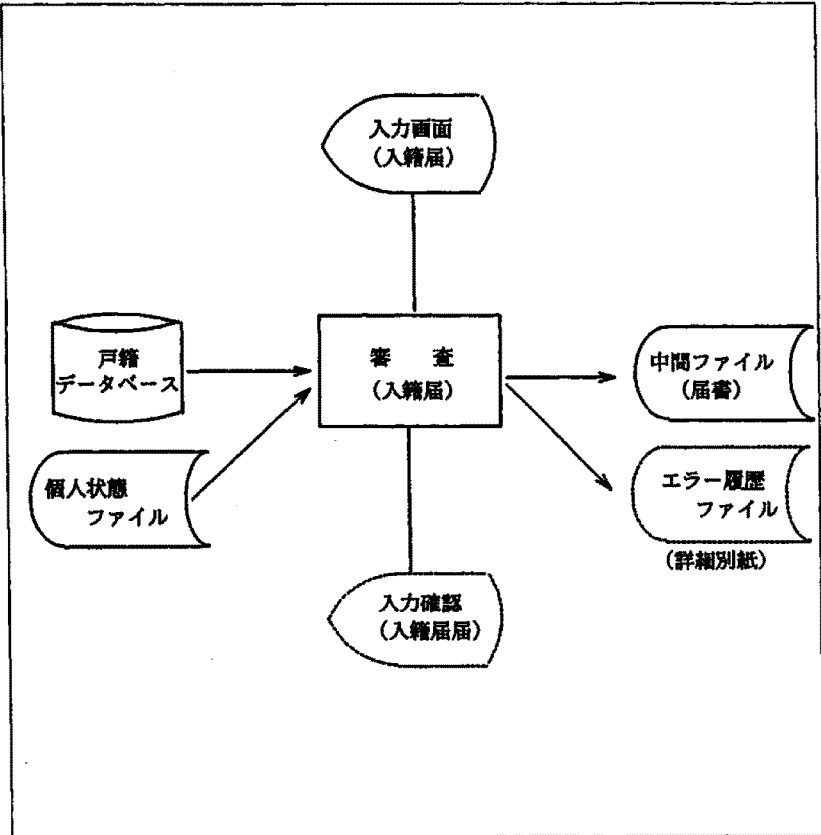 入力画面
(入籍届)
戸籍
データベース
審 査
(入籍届)
中間ファイル
(届書)
個人状態
ファイル
エラー履歴
ファイル
(詳細別紙)
入力確認
(入籍届届)